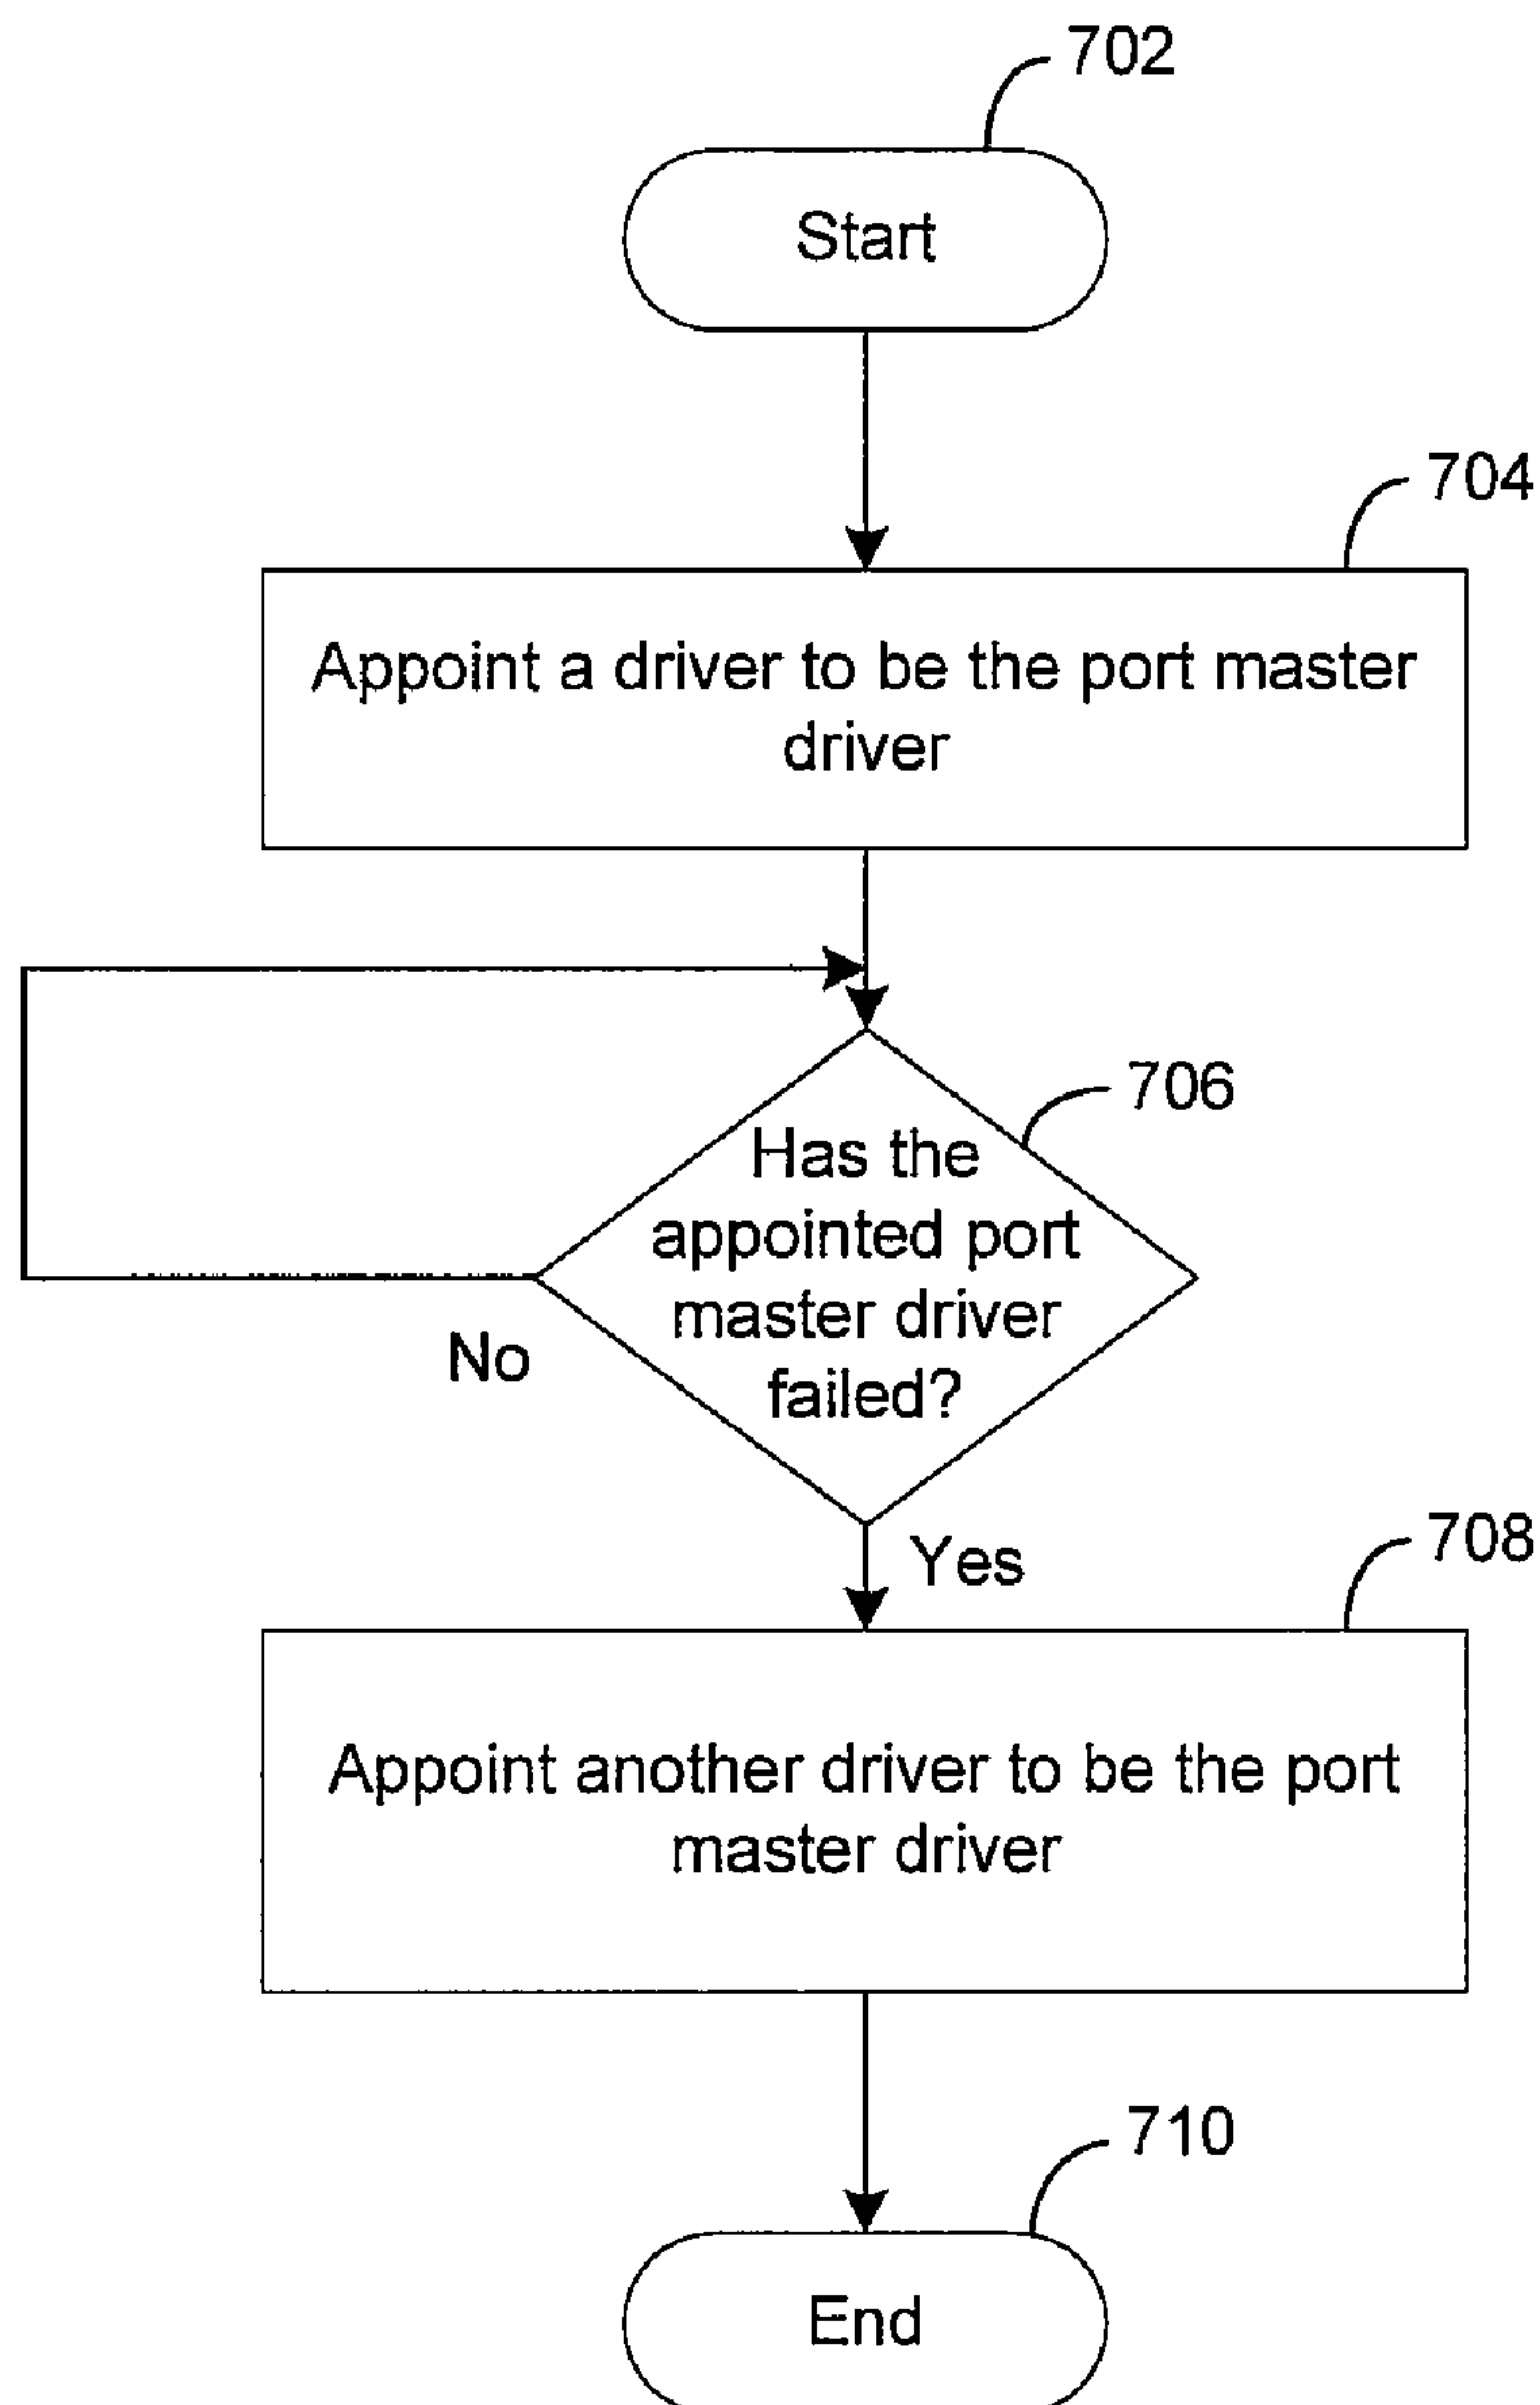 702
Start
704
Appoint a driver to be the port master
driver
706
Has the
appointed port
master driver
failed?
No
Yes
708
Appoint another driver to be the port
master driver
710
End